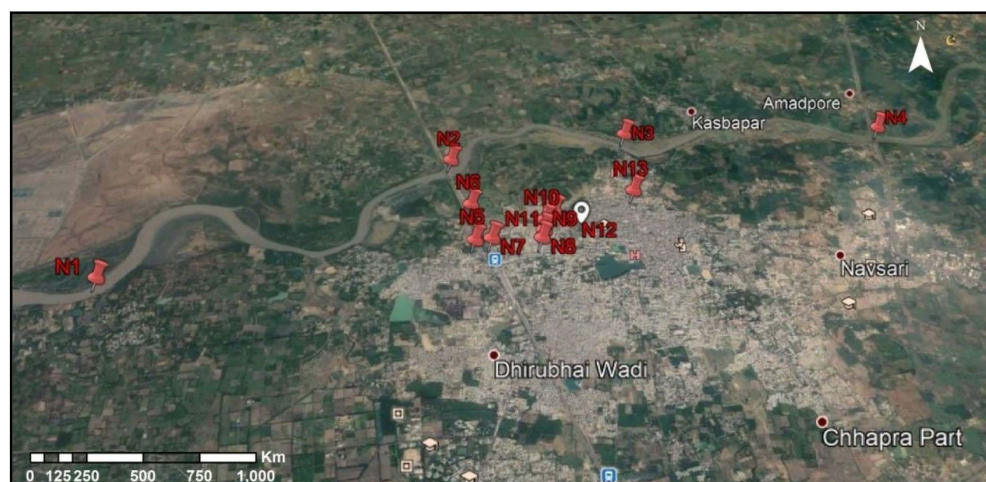 N
Amadpore
Kasbapar
N4
N3
N2
N13
N6
N10
N5
N11
N9
N12
N7
N8
N1
Navsari
Dhirubhai Wadi
Chhapra Part
H
Km
0 125 250 500 750 1,000